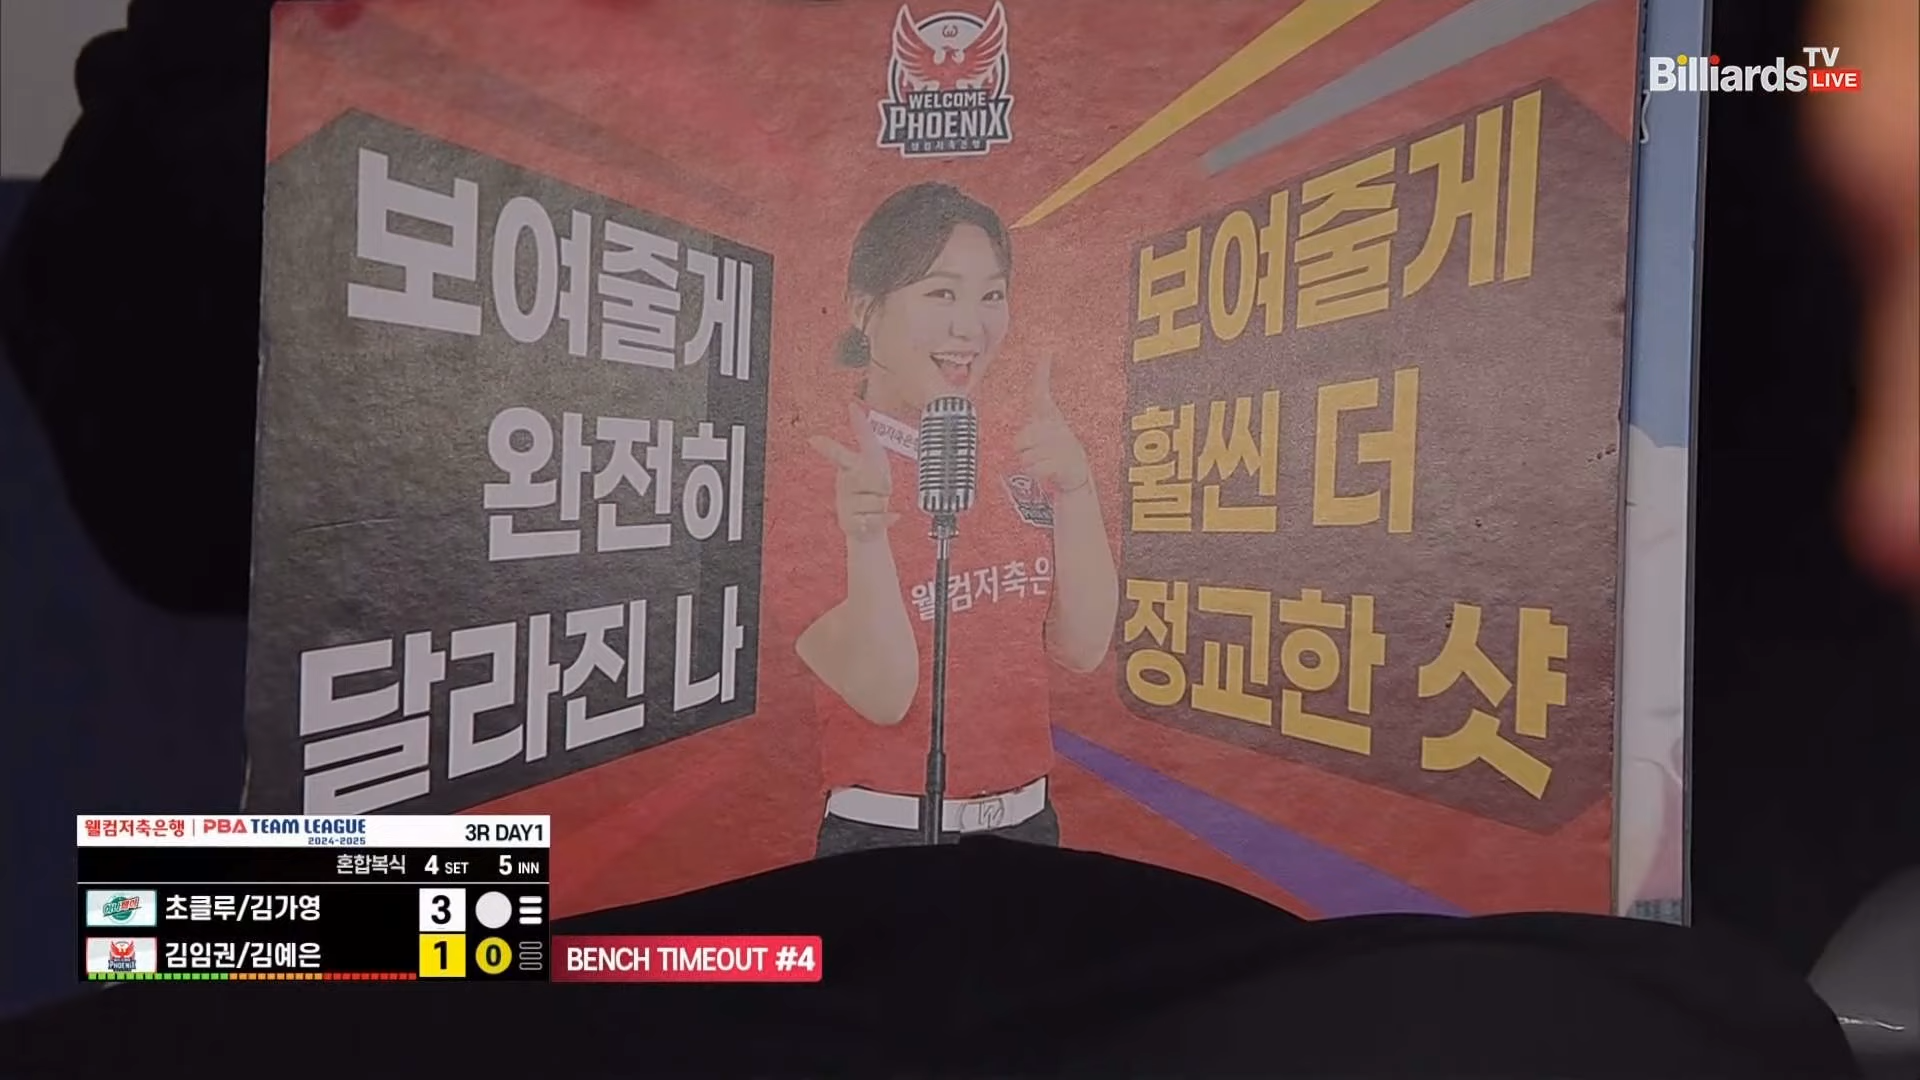 WELCOME
PHOENIX
웰컴저축은행
Billiards TV
LIVE
보여줄게
완전히
달라진 나
보여줄게
훨씬 더
정교한 샷
웰컴저축은
웰컴저축은행 | PBA TEAM LEAGUE
2024-2025
3R DAY1
혼합복식 4 SET 5 INN
초클루/김가영 3
김임권/김예은 1 0
BENCH TIMEOUT #4